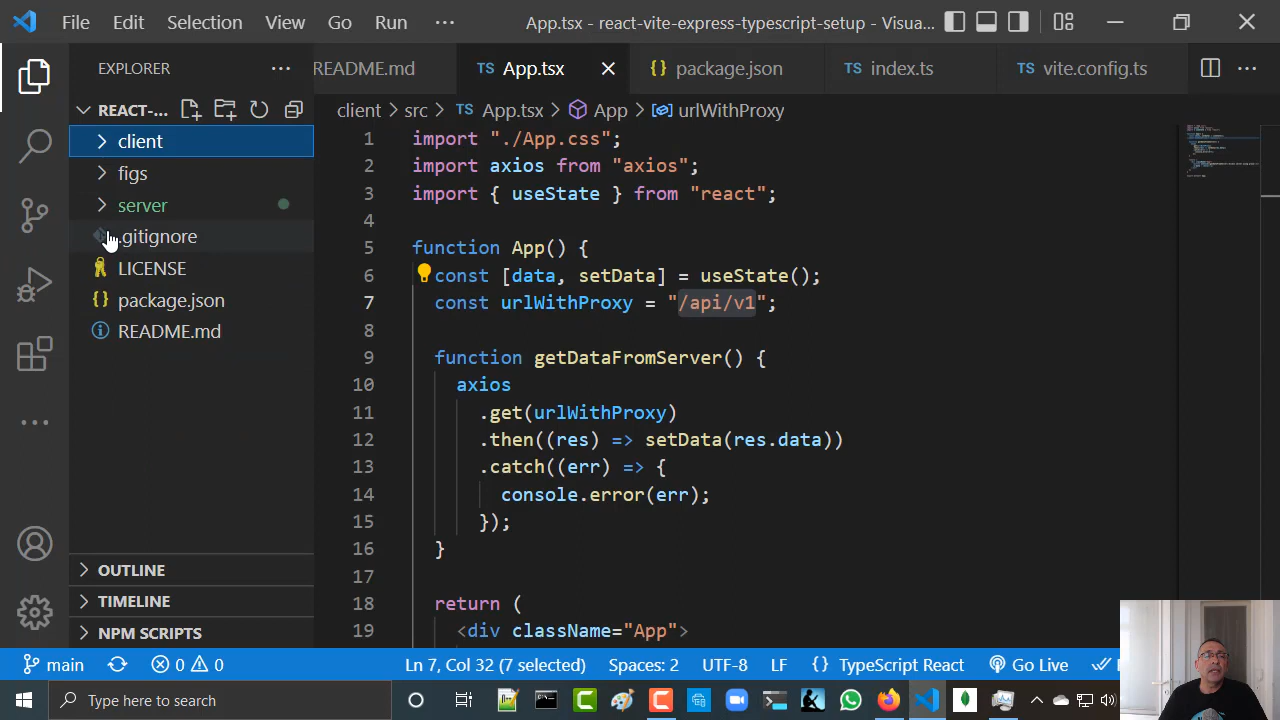 File Edit Selection View Go Run ··· App.tsx - react-vite-express-typescript-setup - Visua...
EXPLORER ···
README.md TS App.tsx {} package.json TS index.ts TS vite.config.ts ···
REACT-...
client > src > TS App.tsx > App > urlWithProxy
client
figs
server
.gitignore
LICENSE
{} package.json
README.md
OUTLINE
TIMELINE
NPM SCRIPTS
1 import "./App.css";
2 import axios from "axios";
3 import { useState } from "react";
4
5 function App() {
6 const [data, setData] = useState();
7 const urlWithProxy = "/api/v1";
8
9 function getDataFromServer() {
10 axios
11 .get(urlWithProxy)
12 .then((res) => setData(res.data))
13 .catch((err) => {
14 console.error(err);
15 });
16 }
17
18 return (
19 <div className="App">
main 0 0 Ln 7, Col 32 (7 selected) Spaces: 2 UTF-8 LF {} TypeScript React Go Live
Type here to search